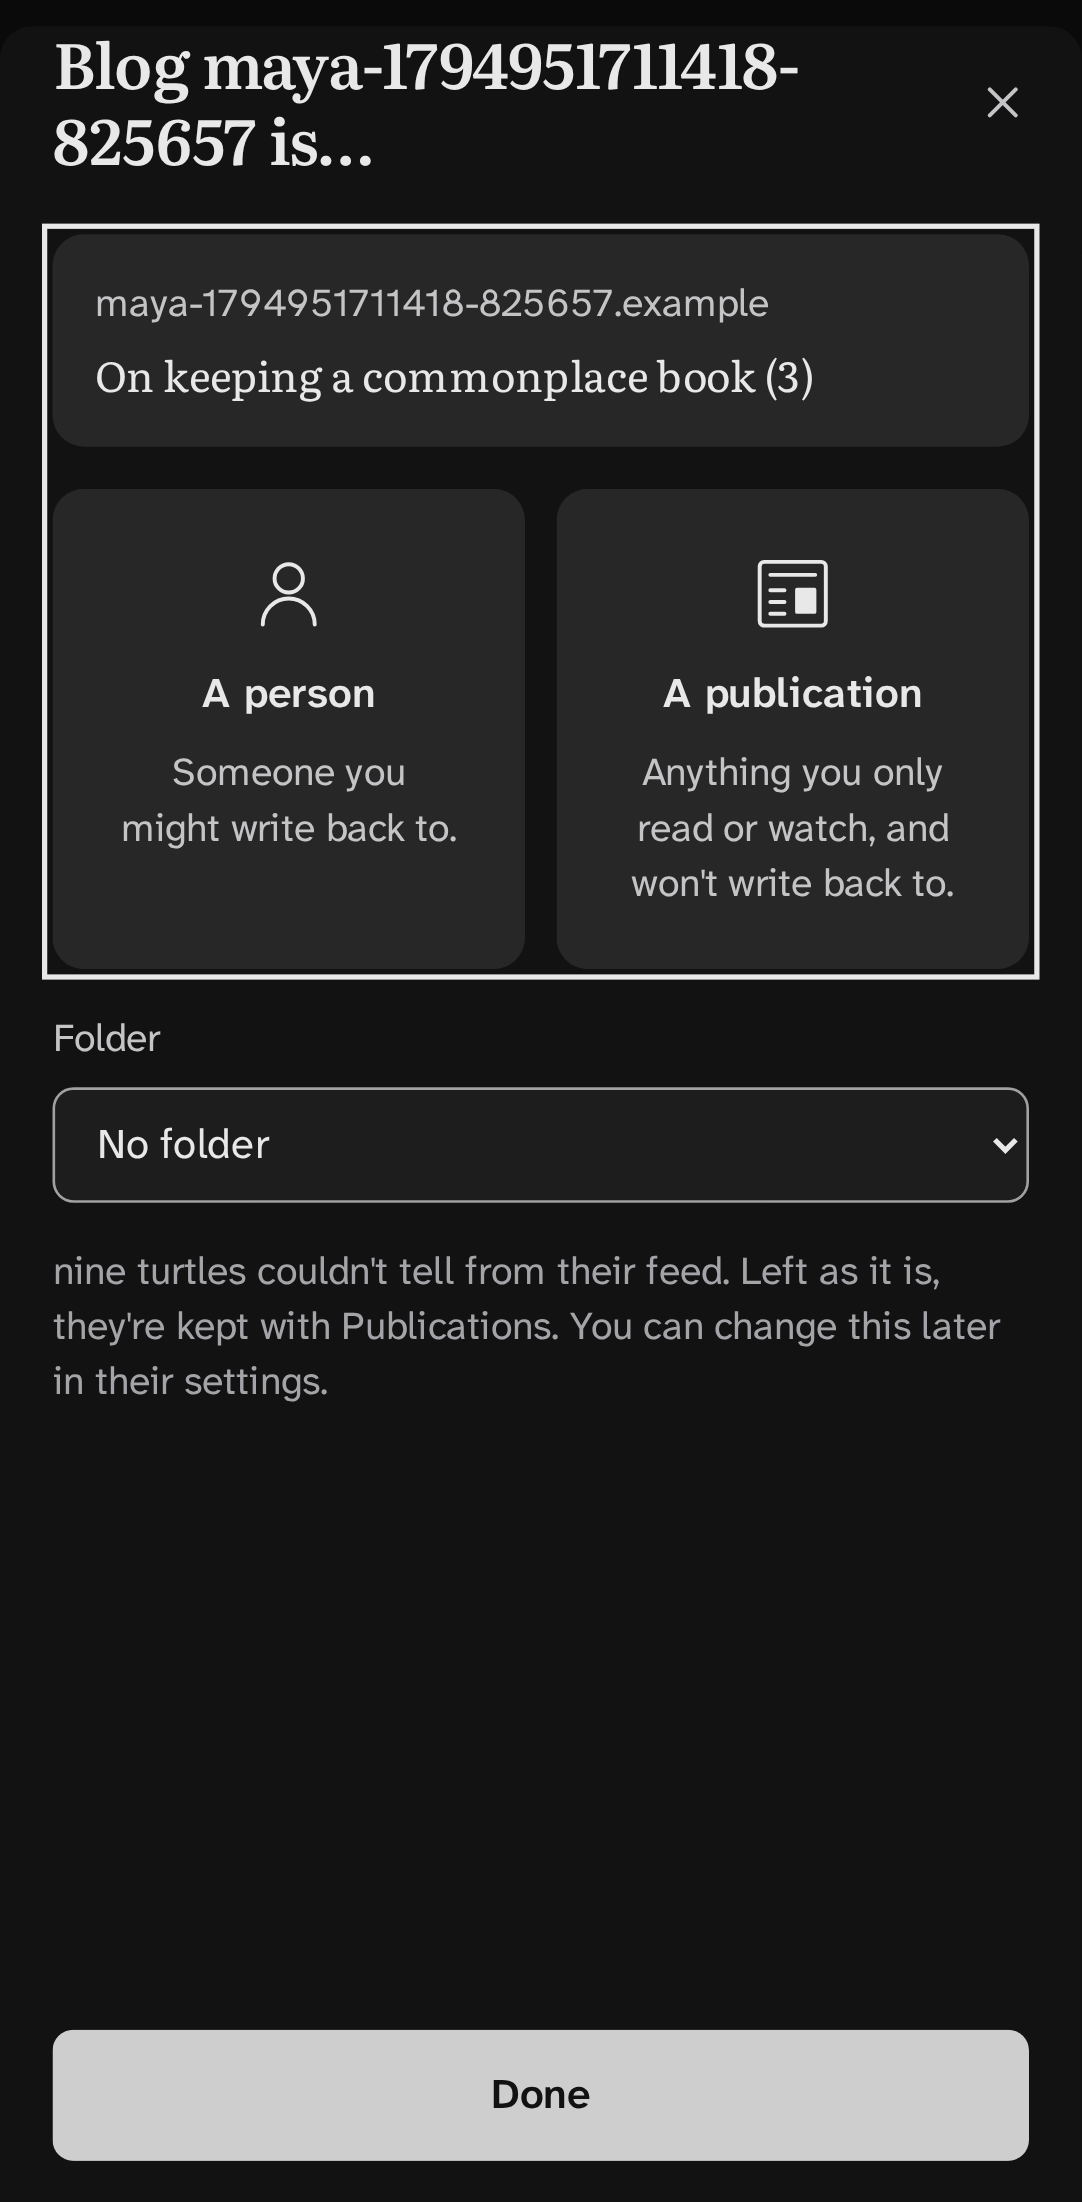 Blog maya-1794951711418-
825657 is...
maya-1794951711418-825657.example
On keeping a commonplace book (3)
A person
Someone you
might write back to.
A publication
Anything you only
read or watch, and
won't write back to.
Folder
No folder
nine turtles couldn't tell from their feed. Left as it is,
they're kept with Publications. You can change this later
in their settings.
Done